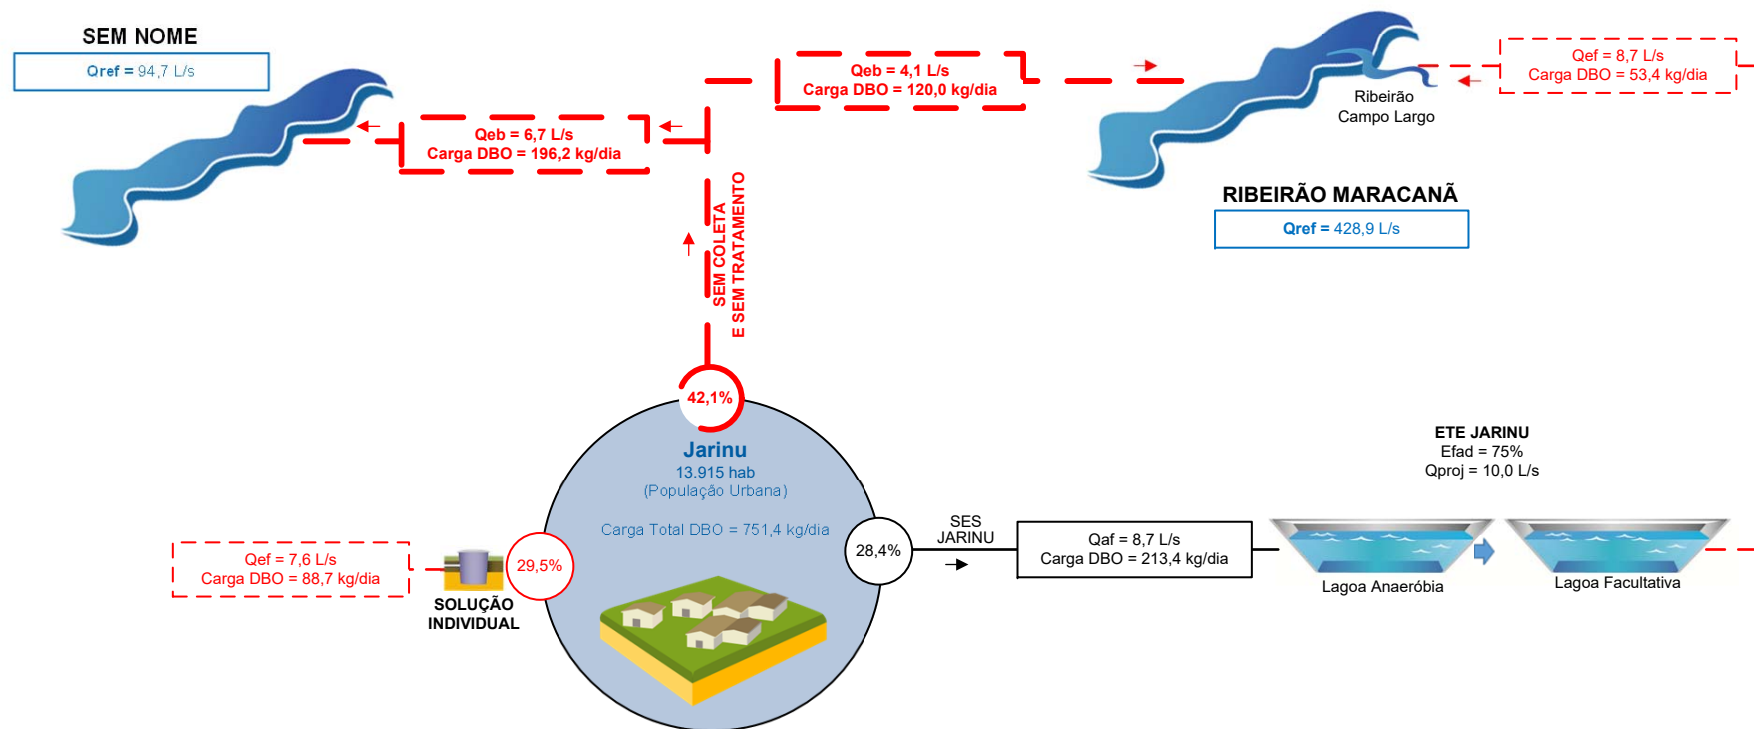 SEM NOME
Qref = 94,7 L/s
Qeb = 6,7 L/s
Carga DBO = 196,2 kg/dia
Qeb = 4,1 L/s
Carga DBO = 120,0 kg/dia
Ribeirão
Campo Largo
Qef = 8,7 L/s
Carga DBO = 53,4 kg/dia
RIBEIRÃO MARACANÃ
Qref = 428,9 L/s
SEM COLETA
E SEM TRATAMENTO
42,1%
Jarinu
13.915 hab
(População Urbana)
Carga Total DBO = 751,4 kg/dia
Qef = 7,6 L/s
Carga DBO = 88,7 kg/dia
SOLUÇÃO
INDIVIDUAL
29,5%
28,4%
SES
JARINU
Qaf = 8,7 L/s
Carga DBO = 213,4 kg/dia
ETE JARINU
Efad = 75%
Qproj = 10,0 L/s
Lagoa Anaeróbia
Lagoa Facultativa